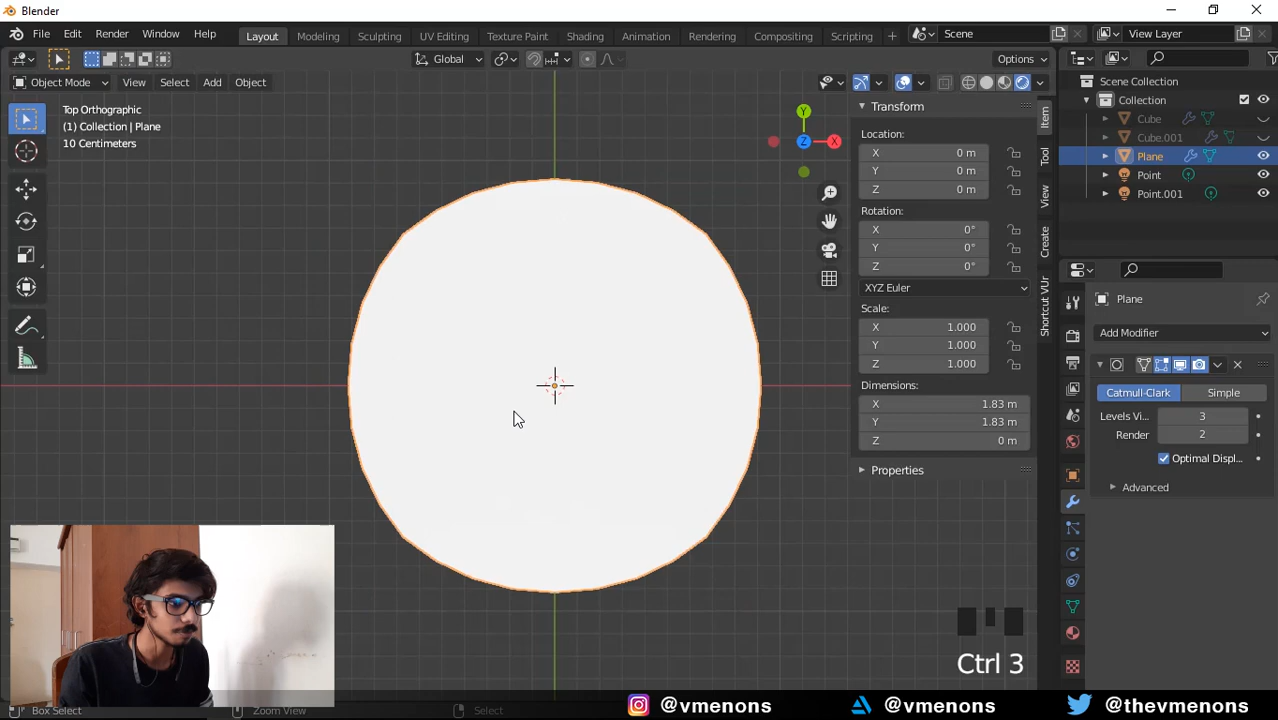 Blender
File Edit Render Window Help Layout Modeling Sculpting UV Editing Texture Paint Shading Animation Rendering Compositing Scripting + Scene View Layer
Global Options
Object Mode View Select Add Object
Top Orthographic
(1) Collection | Plane
10 Centimeters
Y
Z
X
Transform
Location:
X 0 m
Y 0 m
Z 0 m
Rotation:
X 0°
Y 0°
Z 0°
XYZ Euler
Scale:
X 1.000
Y 1.000
Z 1.000
Dimensions:
X 1.83 m
Y 1.83 m
Z 0 m
Properties
Item
Tool
View
Create
Shortcut VUr
Scene Collection
Collection
Cube
Cube.001
Plane
Point
Point.001
Plane
Add Modifier
Catmull-Clark Simple
Levels Vi... 3
Render 2
Optimal Displ...
Advanced
Ctrl 3
Box Select Zoom View Select
@vmenons @vmenons @thevmenons